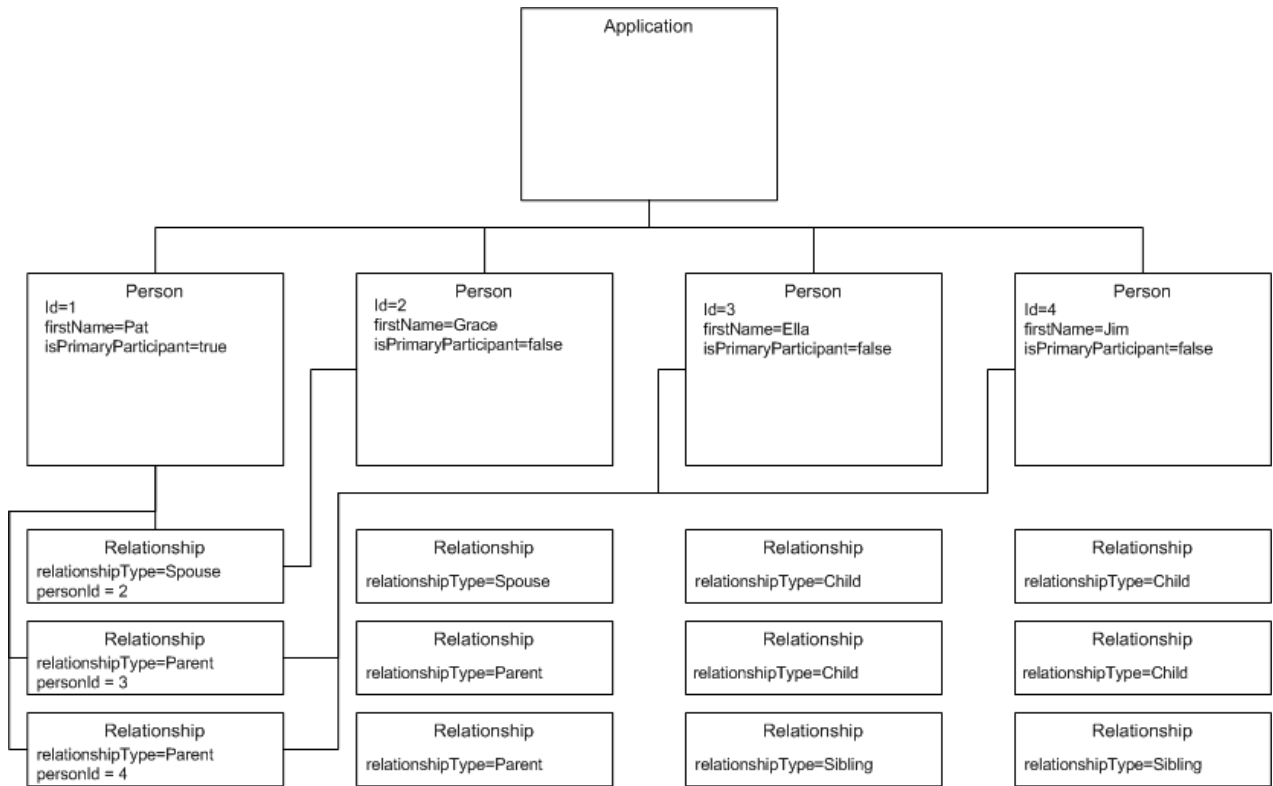 Application
Person
Id=1
firstName=Pat
isPrimaryParticipant=true
Person
Id=2
firstName=Grace
isPrimaryParticipant=false
Person
Id=3
firstName=Ella
isPrimaryParticipant=false
Person
Id=4
firstName=Jim
isPrimaryParticipant=false
Relationship
relationshipType=Spouse
personId = 2
Relationship
relationshipType=Spouse
Relationship
relationshipType=Child
Relationship
relationshipType=Child
Relationship
relationshipType=Parent
personId = 3
Relationship
relationshipType=Parent
Relationship
relationshipType=Child
Relationship
relationshipType=Child
Relationship
relationshipType=Parent
personId = 4
Relationship
relationshipType=Parent
Relationship
relationshipType=Sibling
Relationship
relationshipType=Sibling